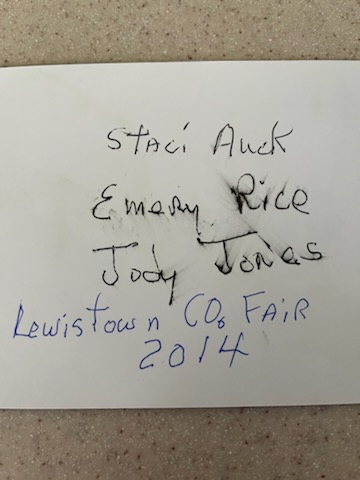 Staci Auck
Emery Rice
Jody Jones
Lewistown CO. FAIR
2014